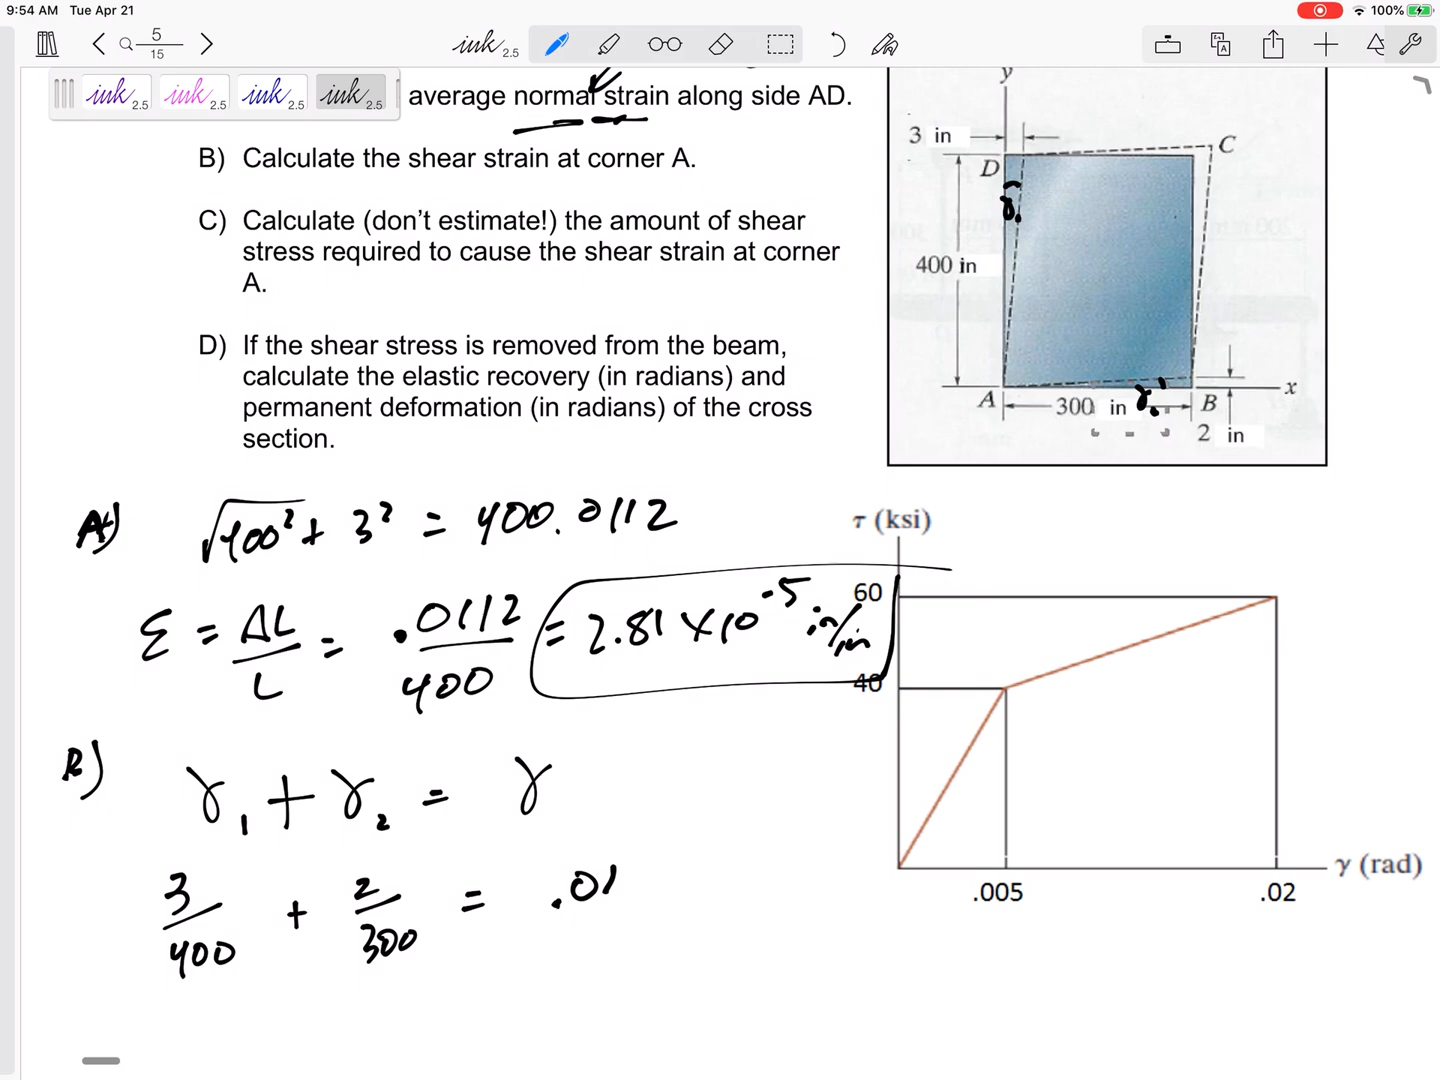 9:54 AM Tue Apr 21
100%
5
15
ink 2.5
ink 2.5 ink 2.5 ink 2.5 ink 2.5
average normal strain along side AD.
B) Calculate the shear strain at corner A.
C) Calculate (don't estimate!) the amount of shear
stress required to cause the shear strain at corner
A.
D) If the shear stress is removed from the beam,
calculate the elastic recovery (in radians) and
permanent deformation (in radians) of the cross
section.
y
3 in
C
D
γ1
400 in
A
300 in
γ2
B
x
2 in
A) √400² + 3² = 400.0112
ε = ΔL/L = .0112/400 = 2.81 x 10^-5 in/in
B) γ1 + γ2 = γ
3/400 + 2/300 = .01
τ (ksi)
60
40
γ (rad)
.005
.02